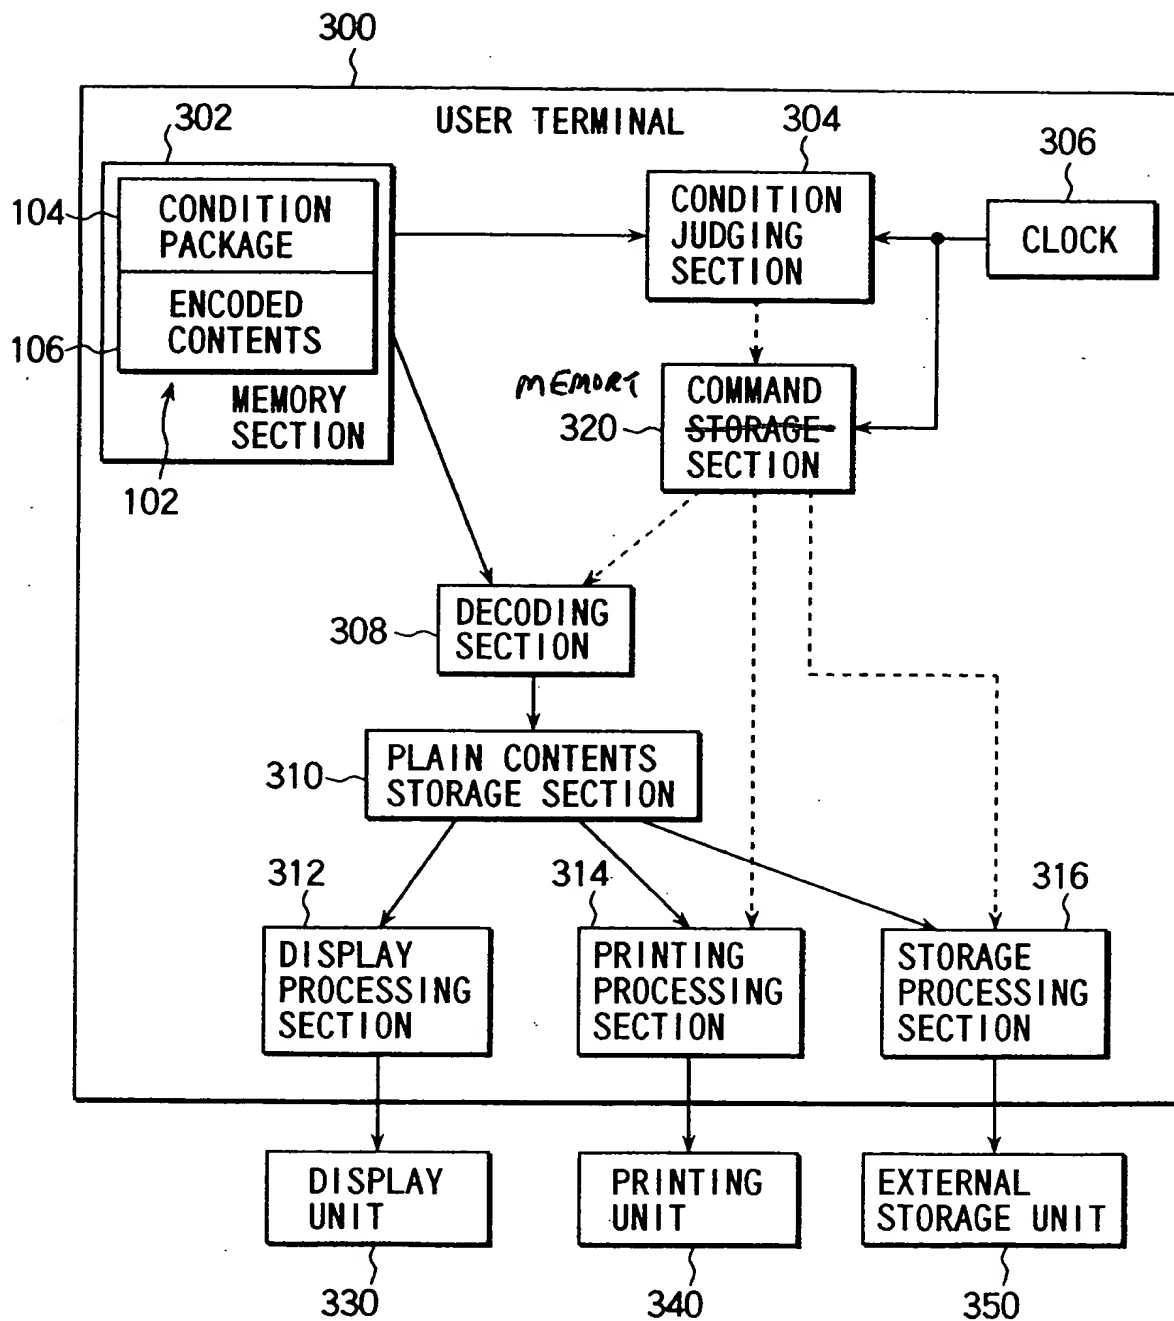 300
USER TERMINAL
302
304
306
104
CONDITION
PACKAGE
CONDITION
JUDGING
SECTION
CLOCK
106
ENCODED
CONTENTS
MEMORY
SECTION
102
MEMORY
320
COMMAND
STORAGE
SECTION
308
DECODING
SECTION
310
PLAIN CONTENTS
STORAGE SECTION
312
314
316
DISPLAY
PROCESSING
SECTION
PRINTING
PROCESSING
SECTION
STORAGE
PROCESSING
SECTION
DISPLAY
UNIT
PRINTING
UNIT
EXTERNAL
STORAGE UNIT
330
340
350